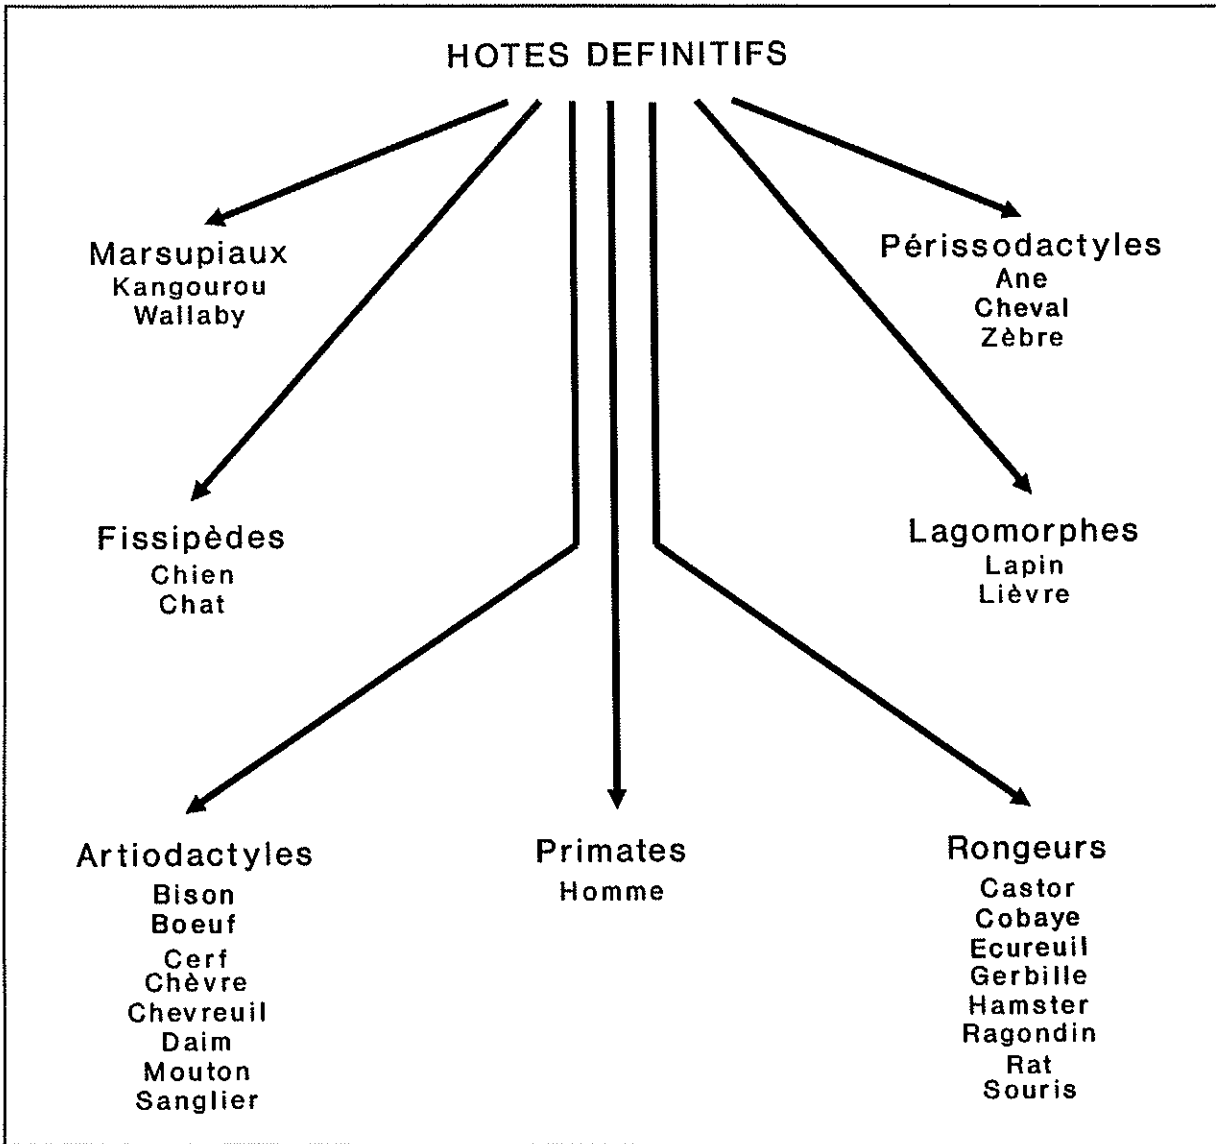 HOTES DEFINITIFS
Marsupiaux
Kangourou
Wallaby
Périssodactyles
Ane
Cheval
Zèbre
Fissipèdes
Chien
Chat
Lagomorphes
Lapin
Lièvre
Artiodactyles
Bison
Boeuf
Cerf
Chèvre
Chevreuil
Daim
Mouton
Sanglier
Primates
Homme
Rongeurs
Castor
Cobaye
Ecureuil
Gerbille
Hamster
Ragondin
Rat
Souris